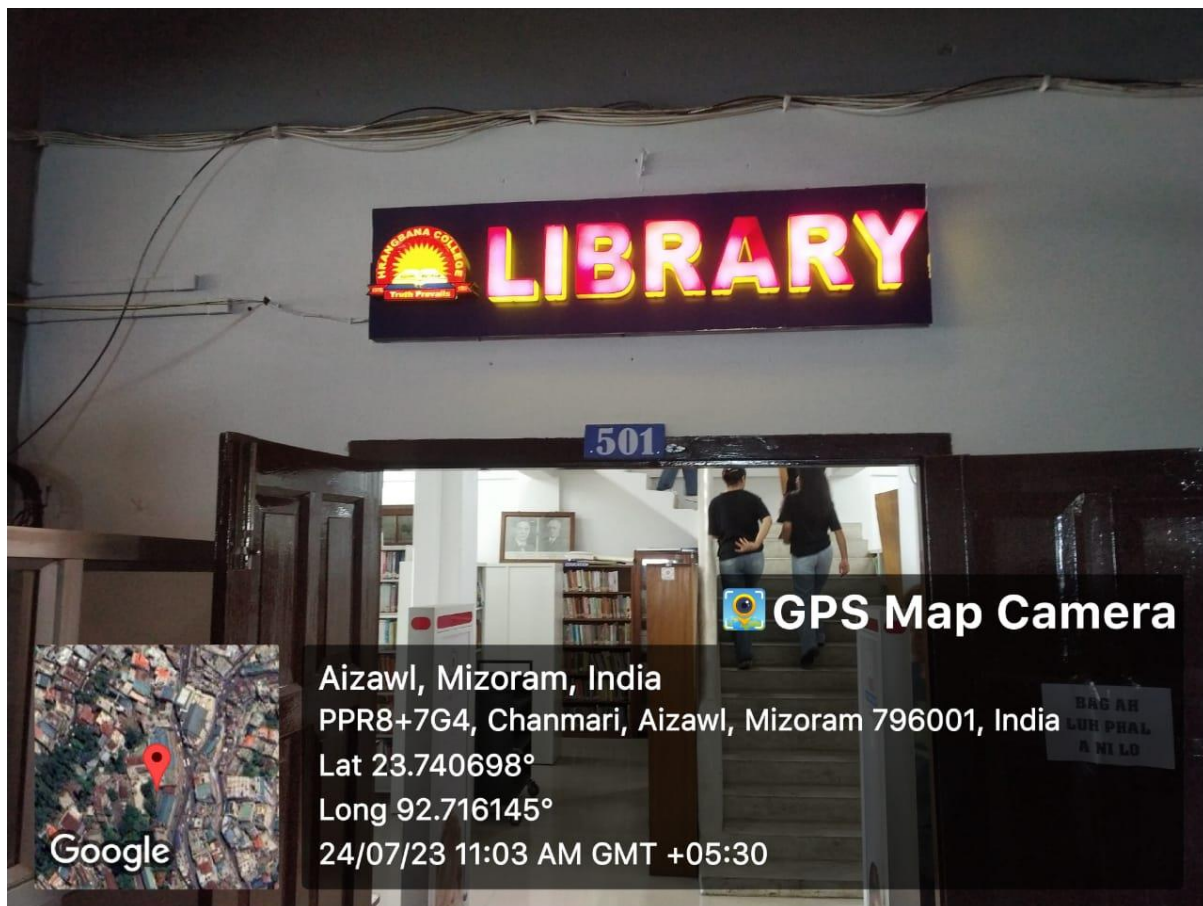 HRANGBANA COLLEGE
Truth Prevails
LIBRARY
501
BAG AH
LUH PHAL
A NI LO
GPS Map Camera
Aizawl, Mizoram, India
PPR8+7G4, Chanmari, Aizawl, Mizoram 796001, India
Lat 23.740698°
Long 92.716145°
24/07/23 11:03 AM GMT +05:30
Google